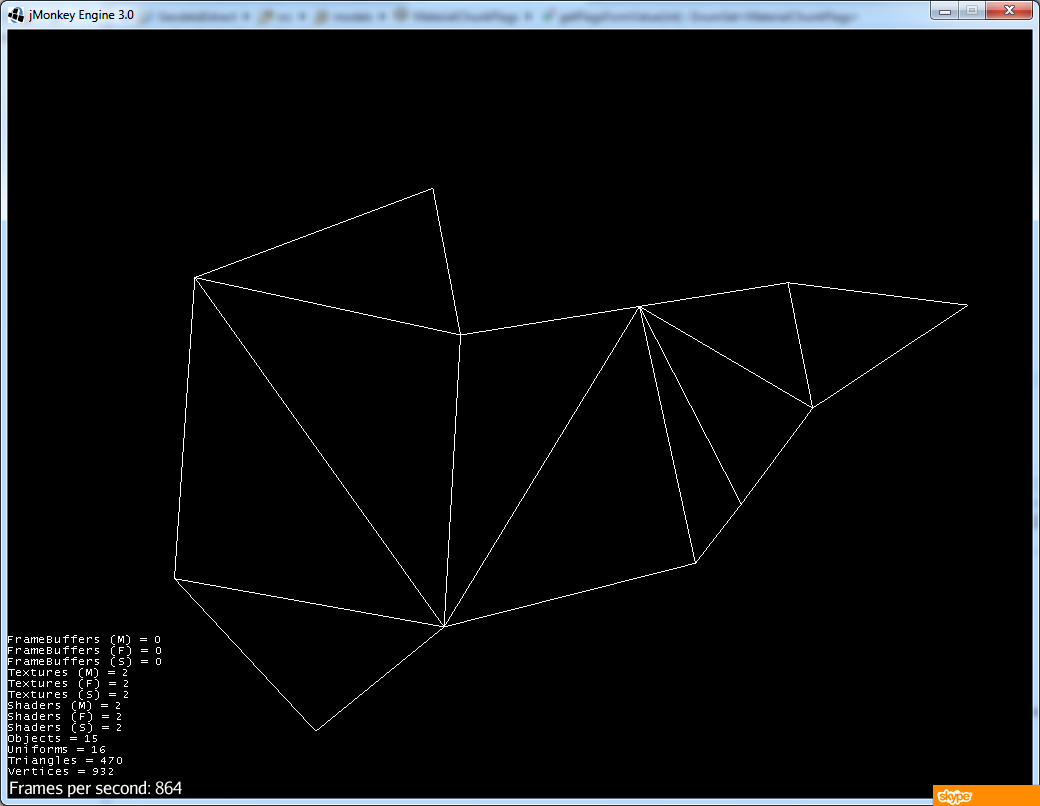 jMonkey Engine 3.0
FrameBuffers (M) = 0
FrameBuffers (F) = 0
FrameBuffers (S) = 0
Textures (M) = 2
Textures (F) = 2
Textures (S) = 2
Shaders (M) = 2
Shaders (F) = 2
Shaders (S) = 2
Objects = 15
Uniforms = 16
Triangles = 470
Vertices = 932
Frames per second: 864
skype